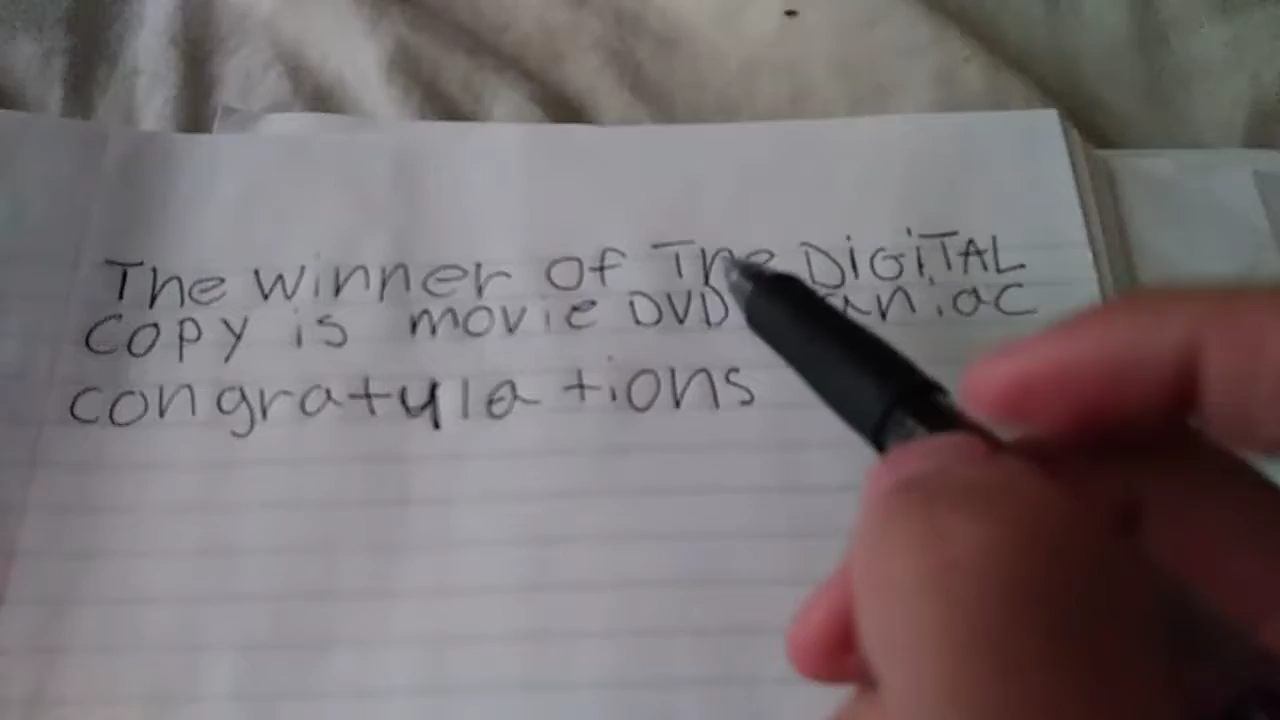 The winner of The DiGiTAL
COPY is movie DVD
congratulations